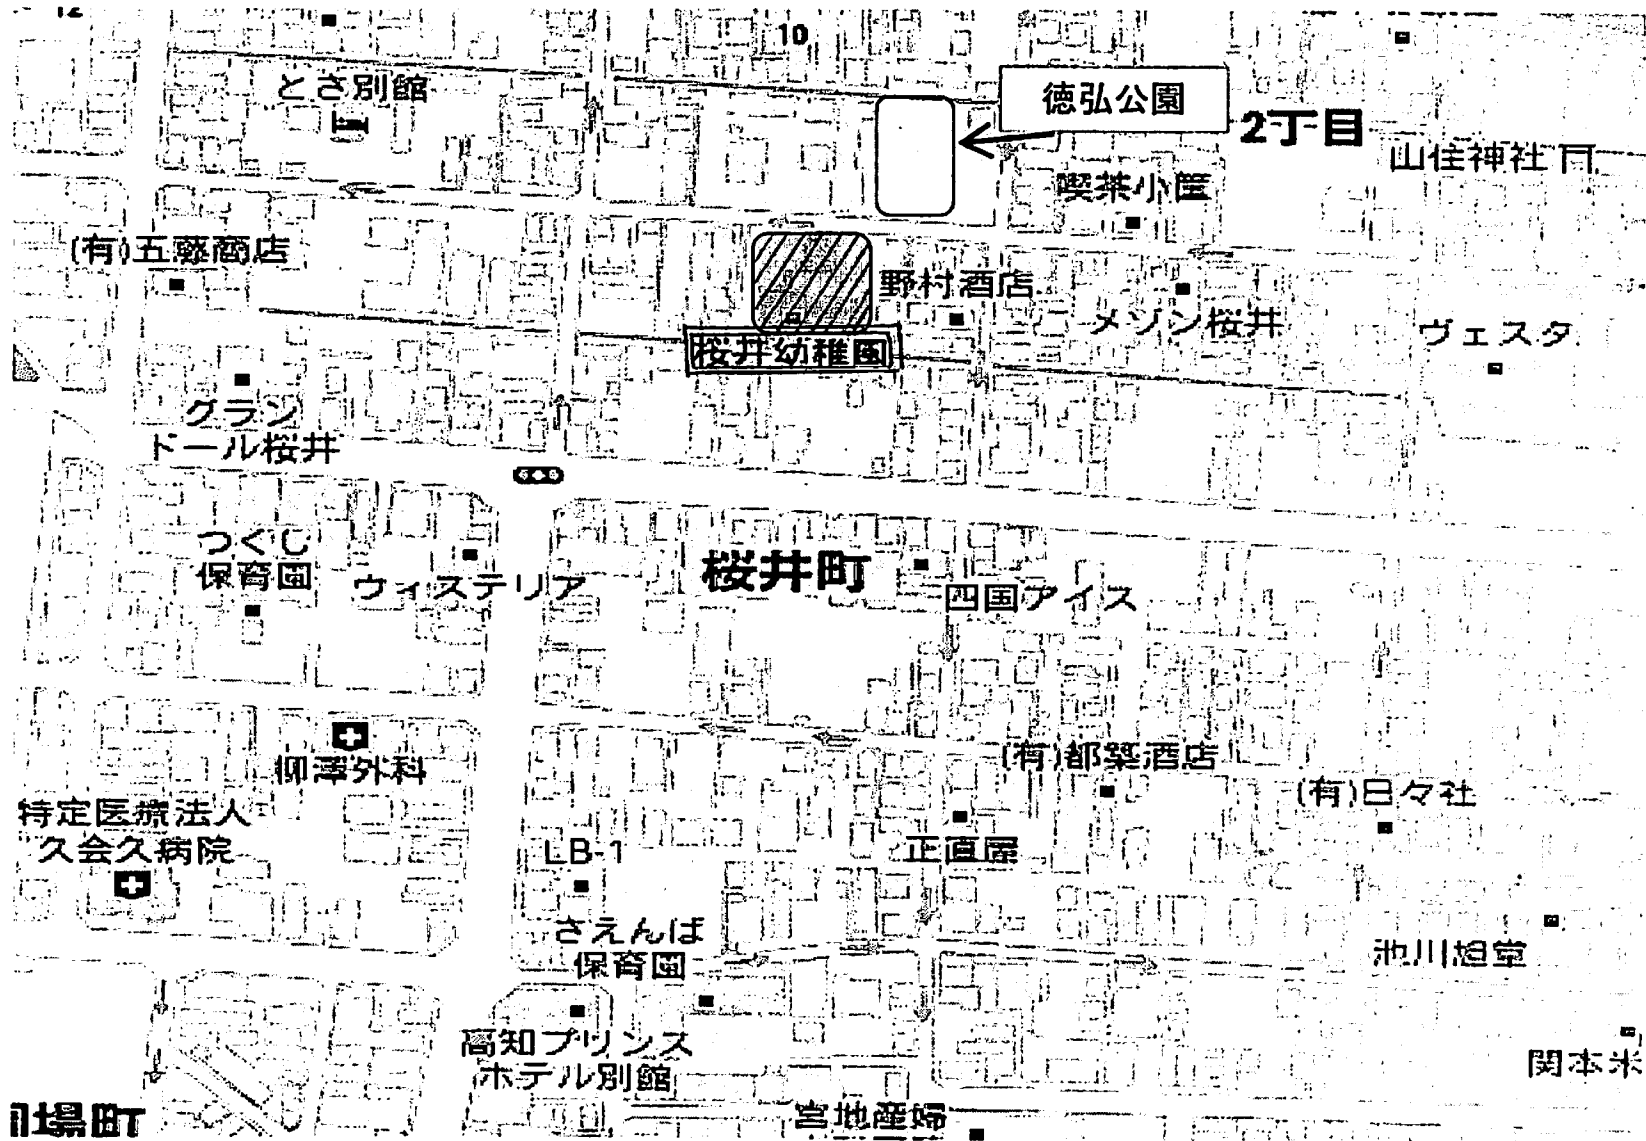 12
10
とさ別館
徳弘公園
2丁目
山住神社
喫茶小筐
(有)五藤商店
野村酒店
メゾン桜井
ヴェスタ
桜井幼稚園
グラン
ドール桜井
つくし
保育園
ウィステリア
桜井町
四国アイス
柳澤外科
(有)都築酒店
(有)日々社
特定医療法人
久会久病院
LB-1
正直屋
さえんば
保育園
池川旭堂
高知プリンス
ホテル別館
関本米
場町
宮地産婦